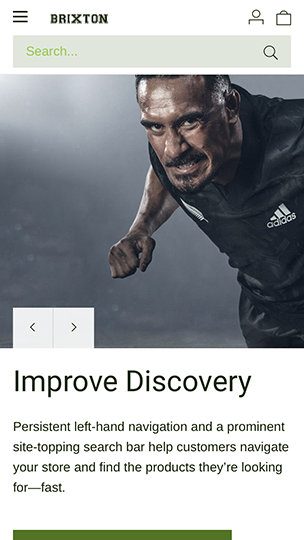 BRIXTON
Search...
adidas
Improve Discovery
Persistent left-hand navigation and a prominent
site-topping search bar help customers navigate
your store and find the products they’re looking
for—fast.